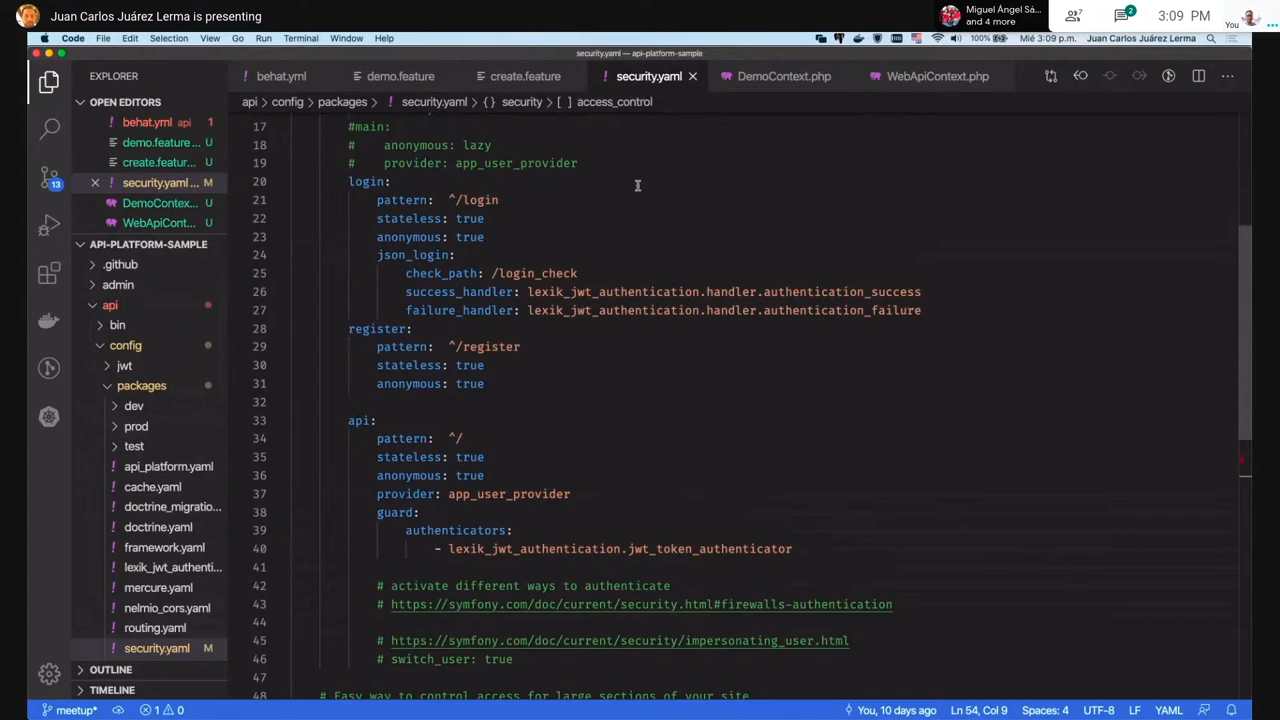 Juan Carlos Juárez Lerma is presenting
Miguel Ángel Sá...
and 4 more
7
2
3:09 PM
You
Code File Edit Selection View Go Run Terminal Window Help
100%
Mié 3:09 p.m. Juan Carlos Juárez Lerma
security.yaml — api-platform-sample
EXPLORER
behat.yml
demo.feature
create.feature
security.yaml
DemoContext.php
WebApiContext.php
OPEN EDITORS
behat.yml api 1
demo.feature U
create.featur... U
security.yaml ... M
DemoContex... U
WebApiCont... U
13
API-PLATFORM-SAMPLE
.github
admin
api
bin
config
jwt
packages
dev
prod
test
api_platform.yaml
cache.yaml
doctrine_migratio...
doctrine.yaml
framework.yaml
lexik_jwt_authenti...
mercure.yaml
nelmio_cors.yaml
routing.yaml
security.yaml M
OUTLINE
TIMELINE
api > config > packages > ! security.yaml > {} security > [ ] access_control
17 #main:
18 #    anonymous: lazy
19 #    provider: app_user_provider
20 login:
21 pattern:  ^/login
22 stateless: true
23 anonymous: true
24 json_login:
25 check_path: /login_check
26 success_handler: lexik_jwt_authentication.handler.authentication_success
27 failure_handler: lexik_jwt_authentication.handler.authentication_failure
28 register:
29 pattern:  ^/register
30 stateless: true
31 anonymous: true
32
33 api:
34 pattern:  ^/
35 stateless: true
36 anonymous: true
37 provider: app_user_provider
38 guard:
39 authenticators:
40 - lexik_jwt_authentication.jwt_token_authenticator
41
42 # activate different ways to authenticate
43 # https://symfony.com/doc/current/security.html#firewalls-authentication
44
45 # https://symfony.com/doc/current/security/impersonating_user.html
46 # switch_user: true
47
48 # Easy way to control access for large sections of your site
meetup* 1 0 You, 10 days ago Ln 54, Col 9 Spaces: 4 UTF-8 LF YAML